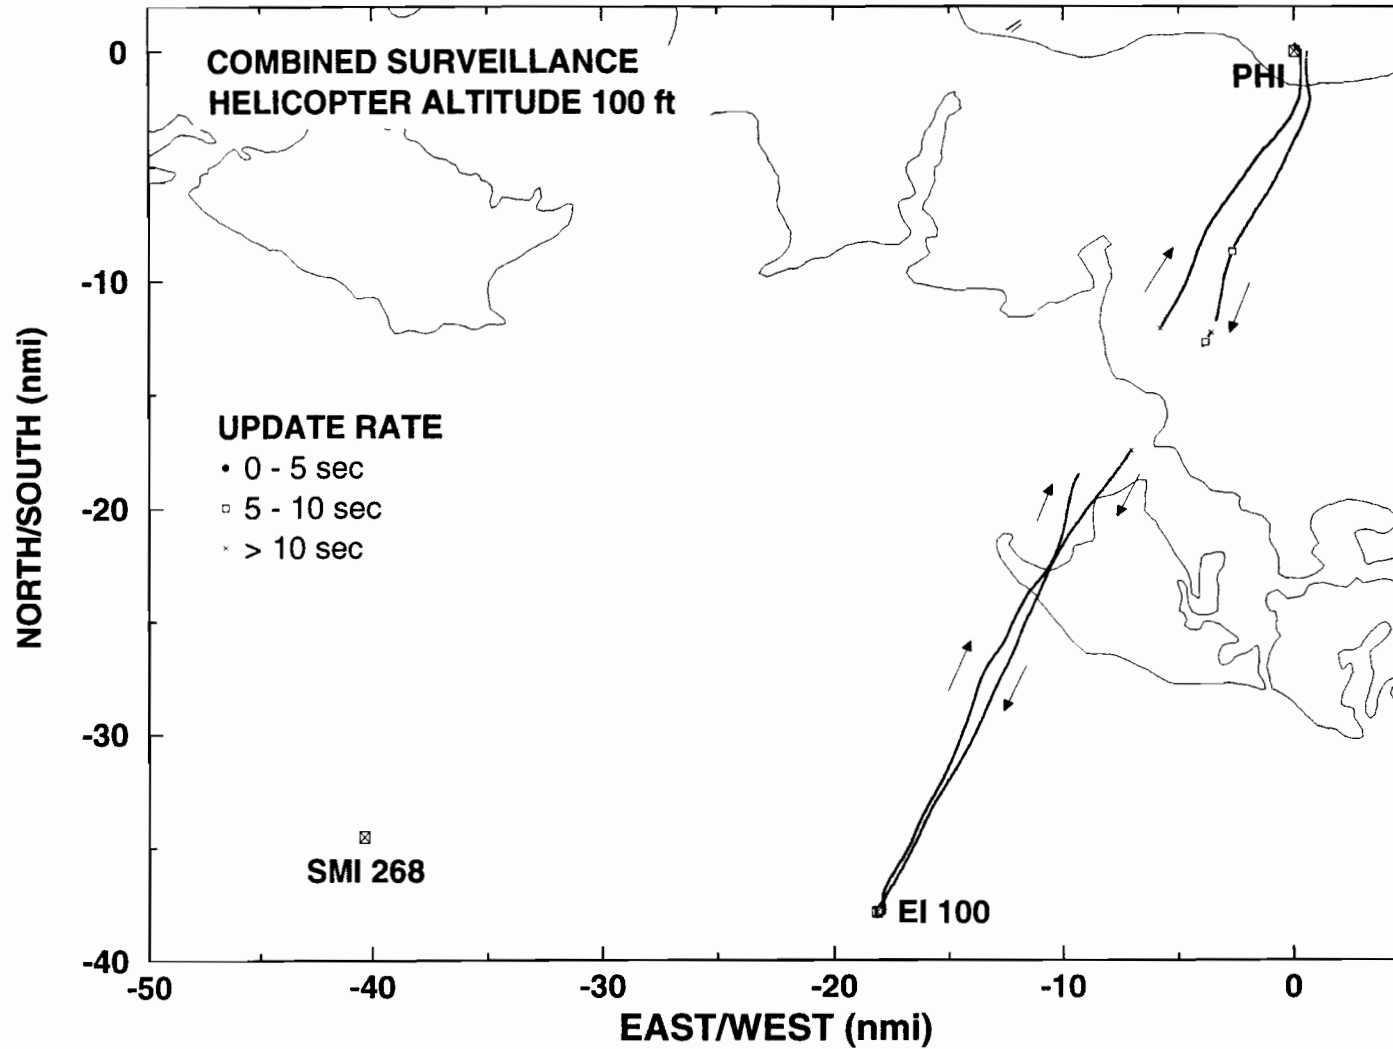 COMBINED SURVEILLANCE
HELICOPTER ALTITUDE 100 ft
PHI
UPDATE RATE
0 - 5 sec
5 - 10 sec
> 10 sec
SMI 268
EI 100
NORTH/SOUTH (nmi)
0
-10
-20
-30
-40
-50 -40 -30 -20 -10 0
EAST/WEST (nmi)